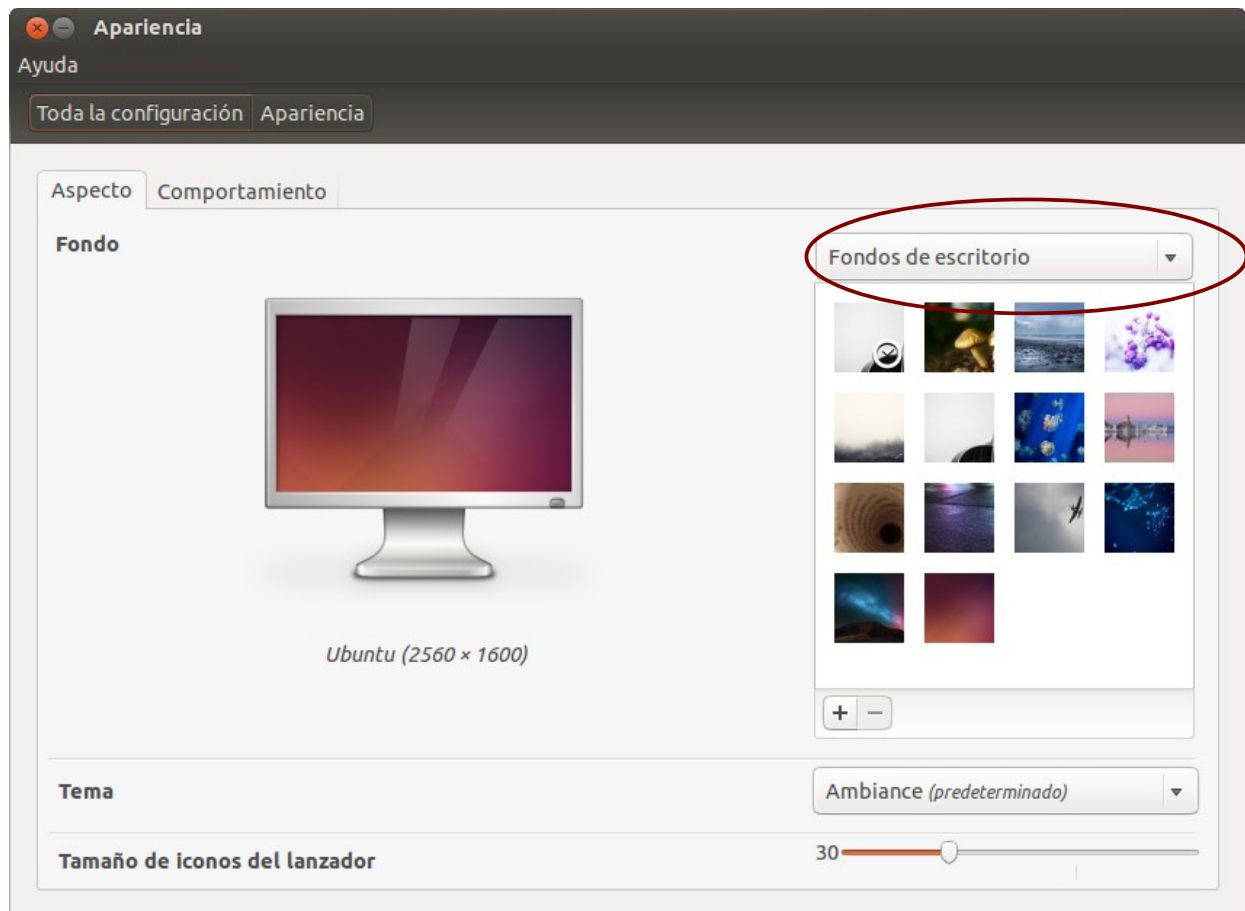 Apariencia
Ayuda
Toda la configuración Apariencia
Aspecto Comportamiento
Fondo
Fondos de escritorio
Ubuntu (2560 × 1600)
Tema
Ambiance (predeterminado)
Tamaño de iconos del lanzador
30